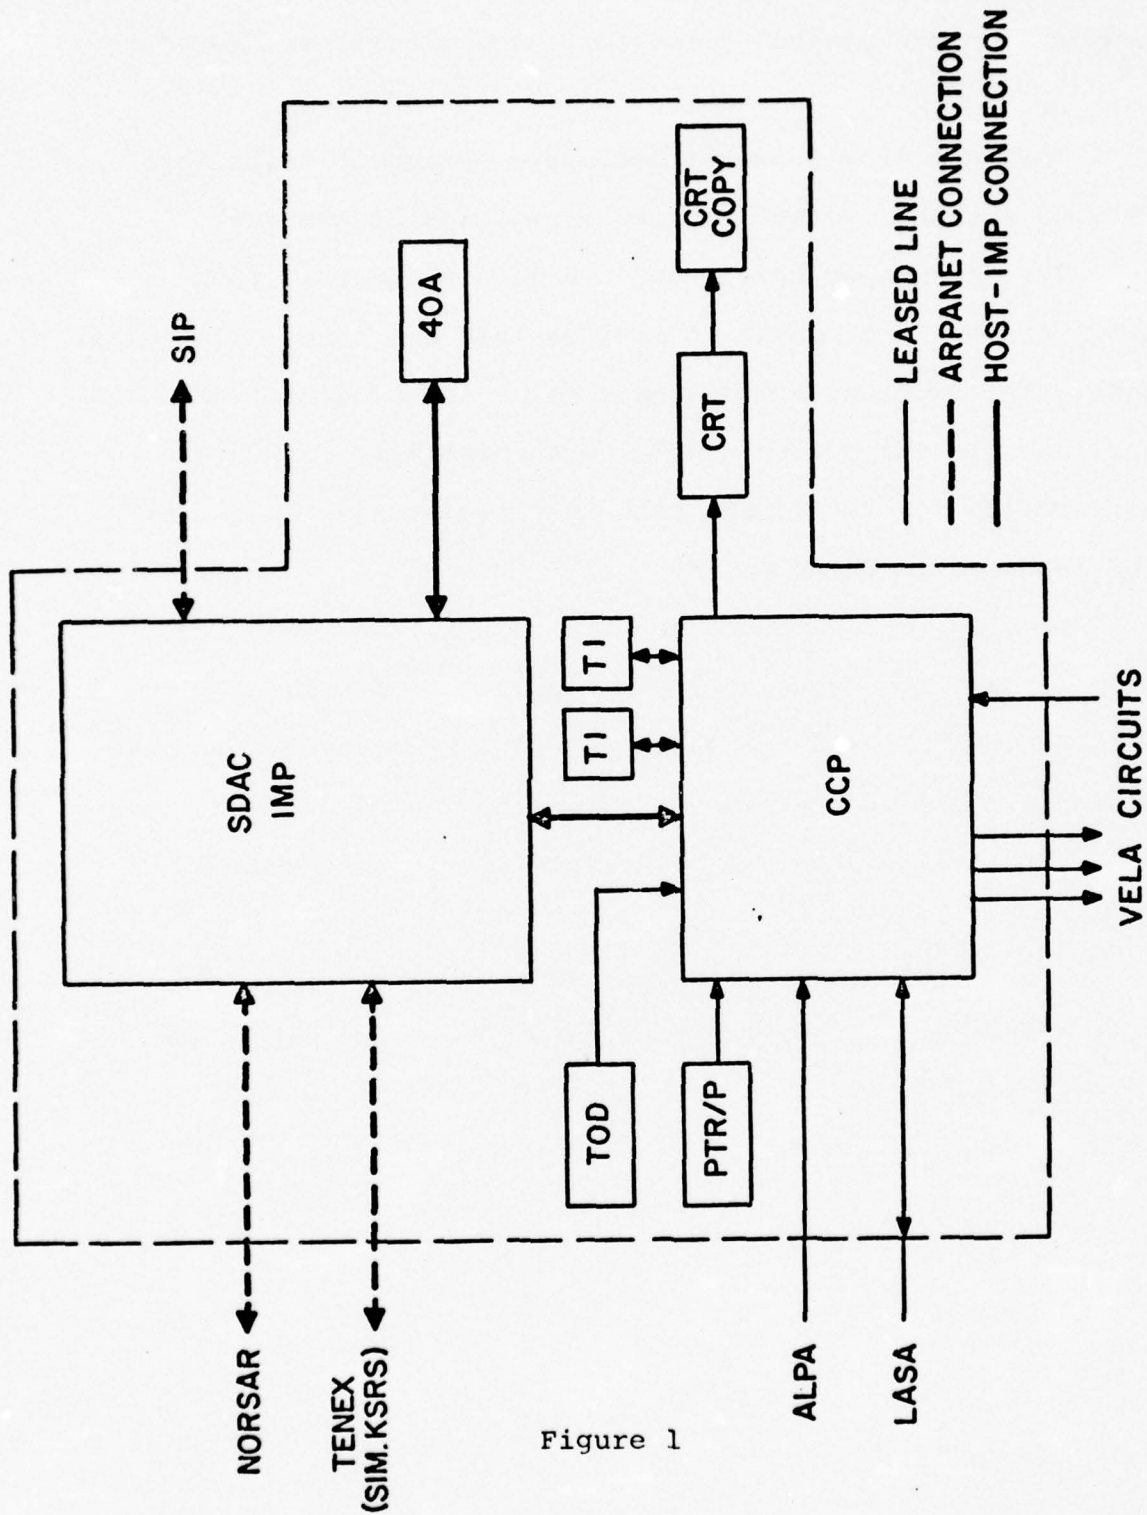 NORSAR
TENEX
(SIM.KSRS)
SIP
SDAC
IMP
40A
TOD
TI
TI
PTR/P
CCP
CRT
CRT
COPY
ALPA
LASA
VELA CIRCUITS
LEASED LINE
ARPANET CONNECTION
HOST-IMP CONNECTION
Figure 1